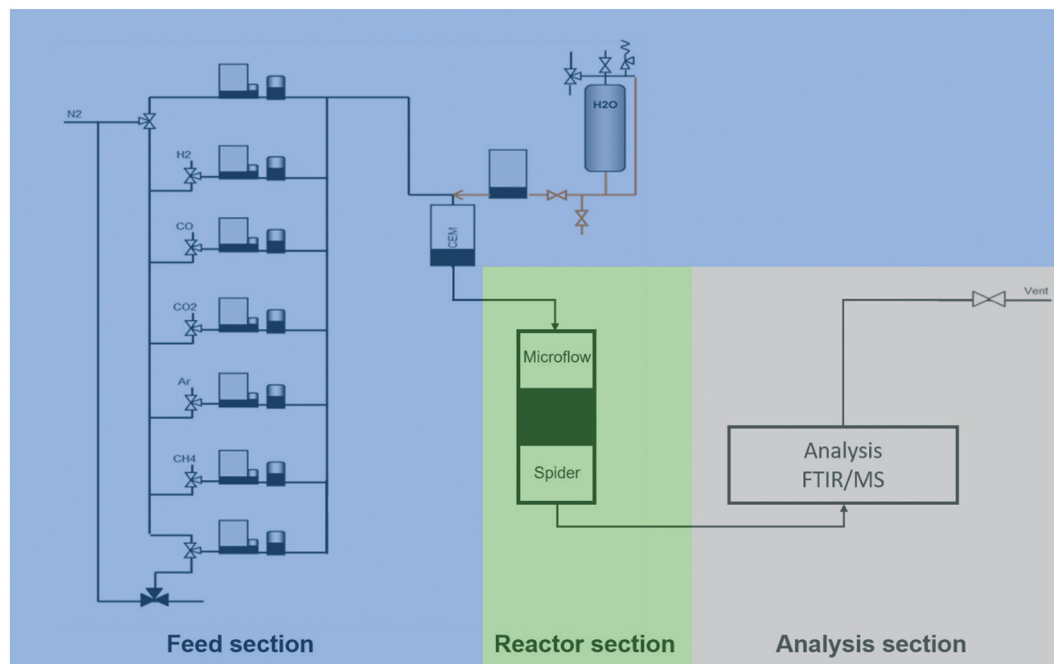 H2O
N2
H2
CO
CEM
CO2
Vent
Microflow
Ar
Analysis
FTIR/MS
CH4
Spider
Feed section
Reactor section
Analysis section